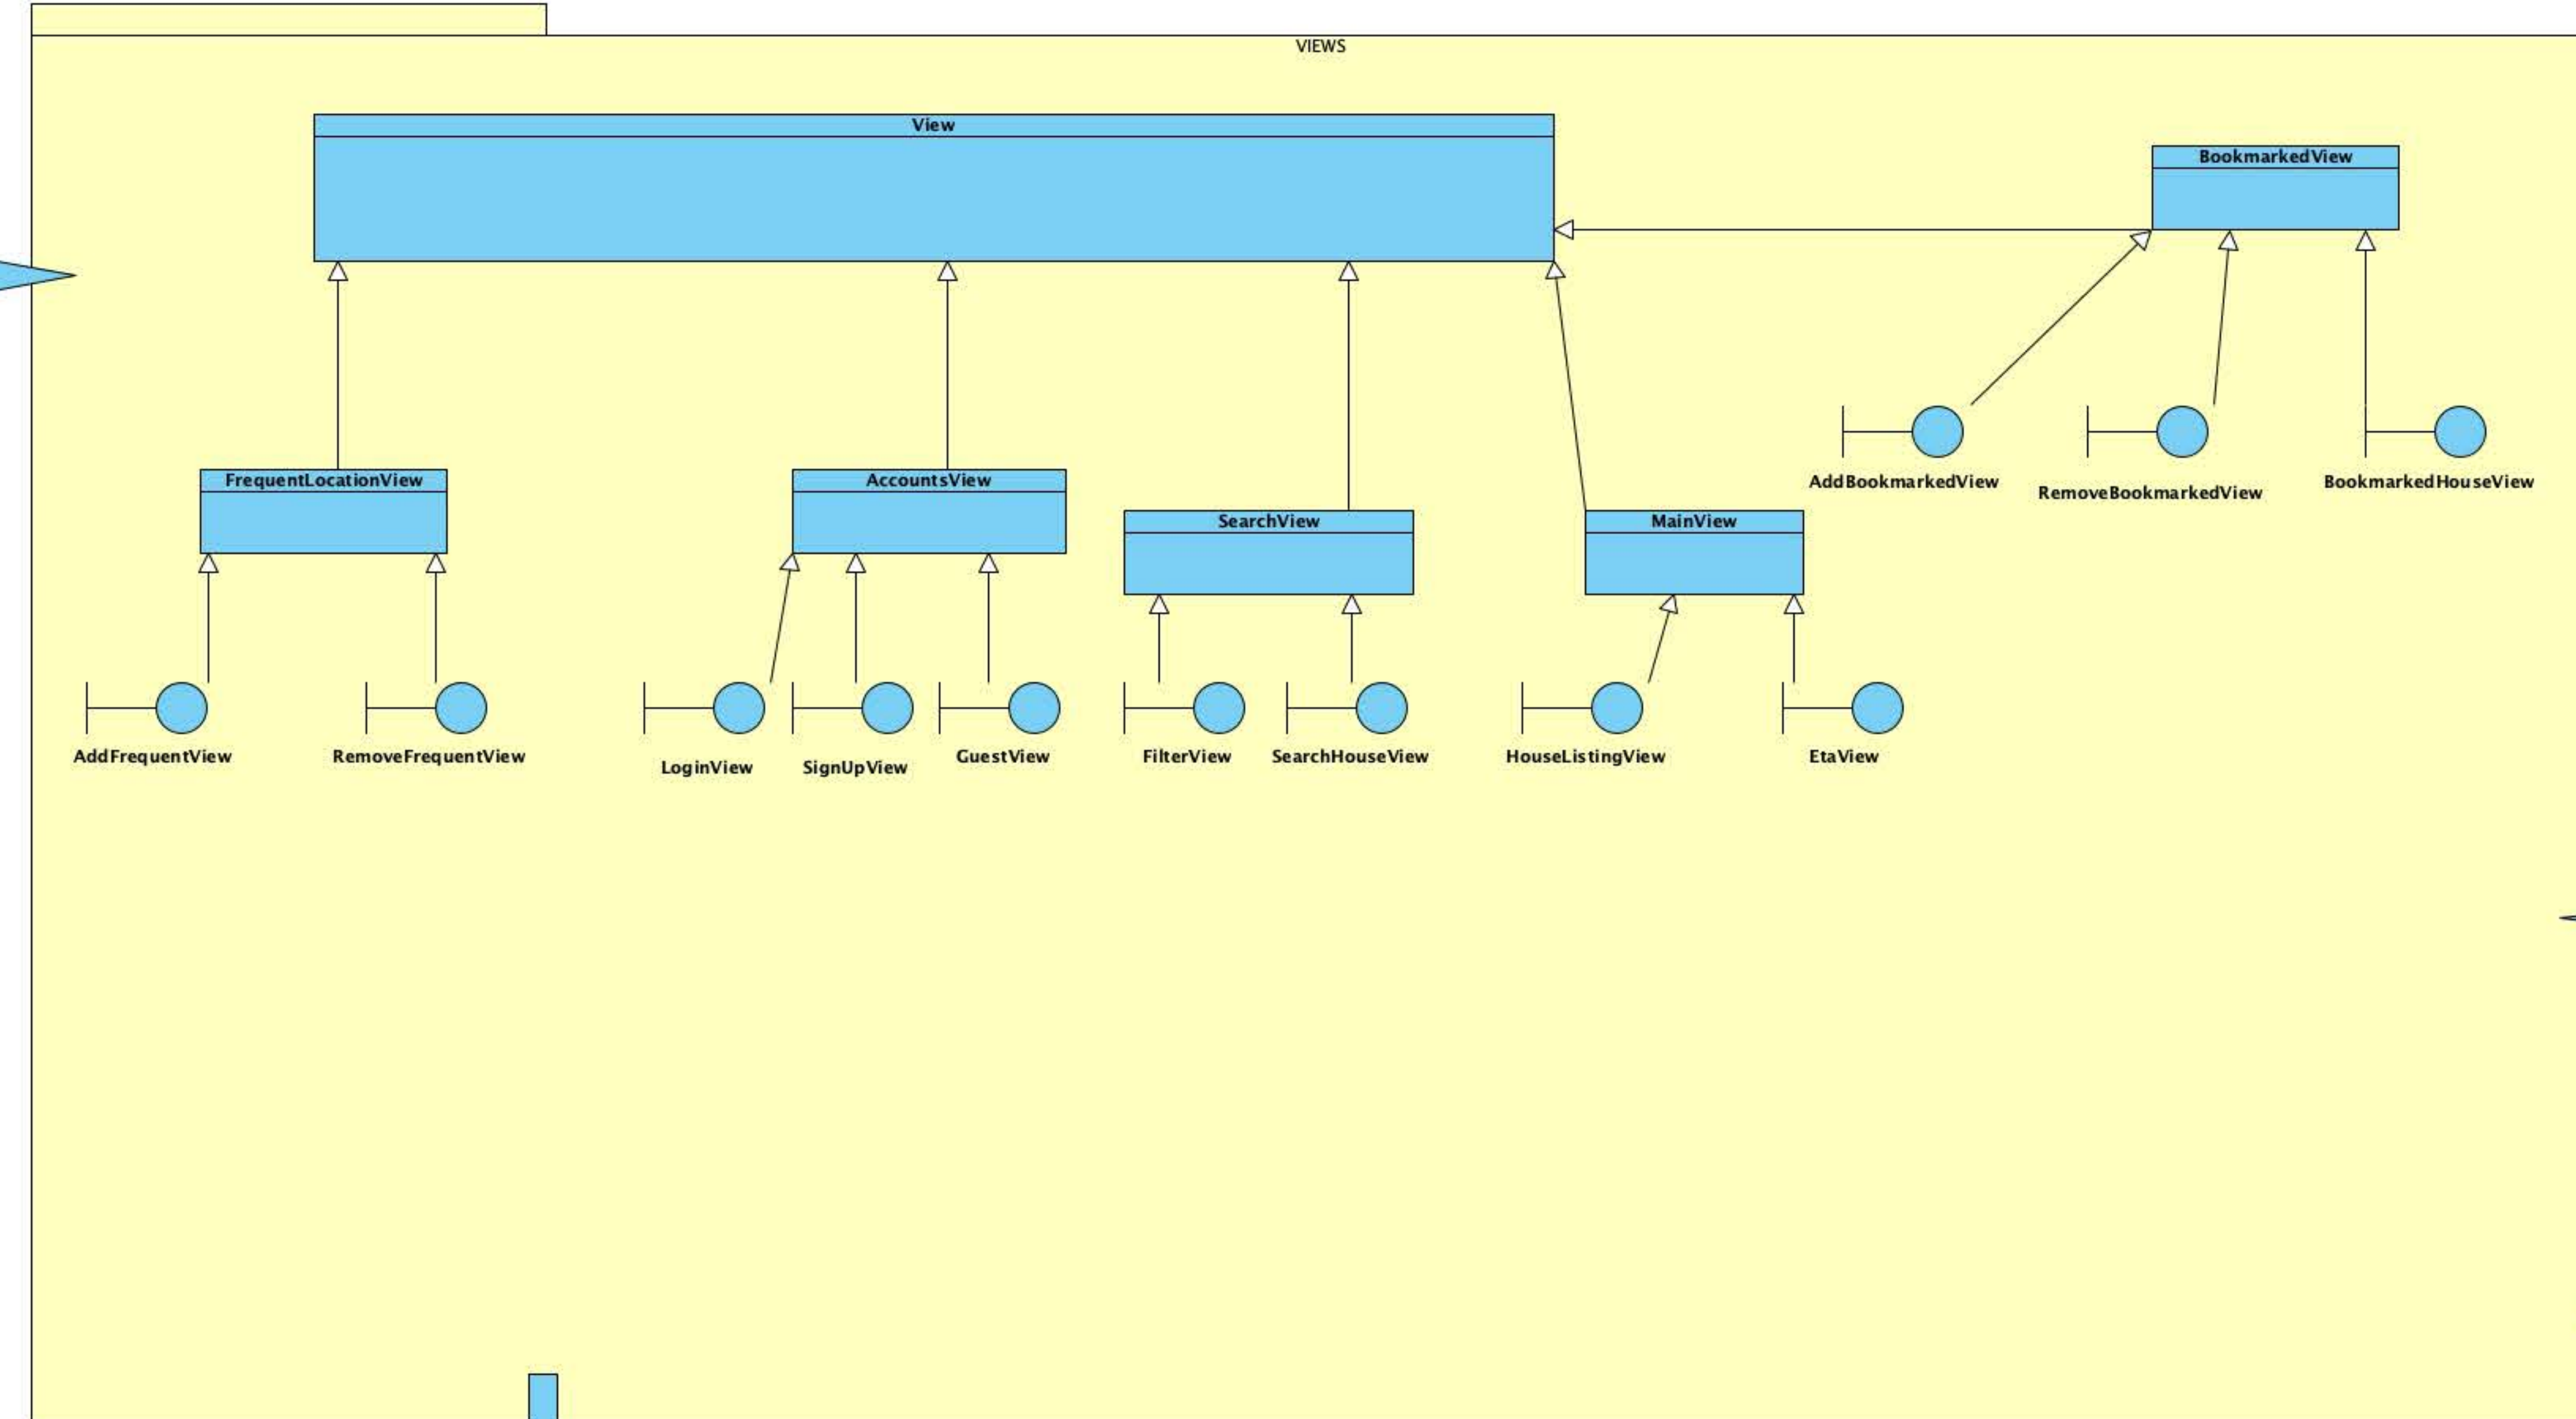 VIEWS
View
BookmarkedView
FrequentLocationView
AccountsView
AddBookmarkedView
RemoveBookmarkedView
BookmarkedHouseView
SearchView
MainView
AddFrequentView
RemoveFrequentView
LoginView
SignUpView
GuestView
FilterView
SearchHouseView
HouseListingView
EtaView